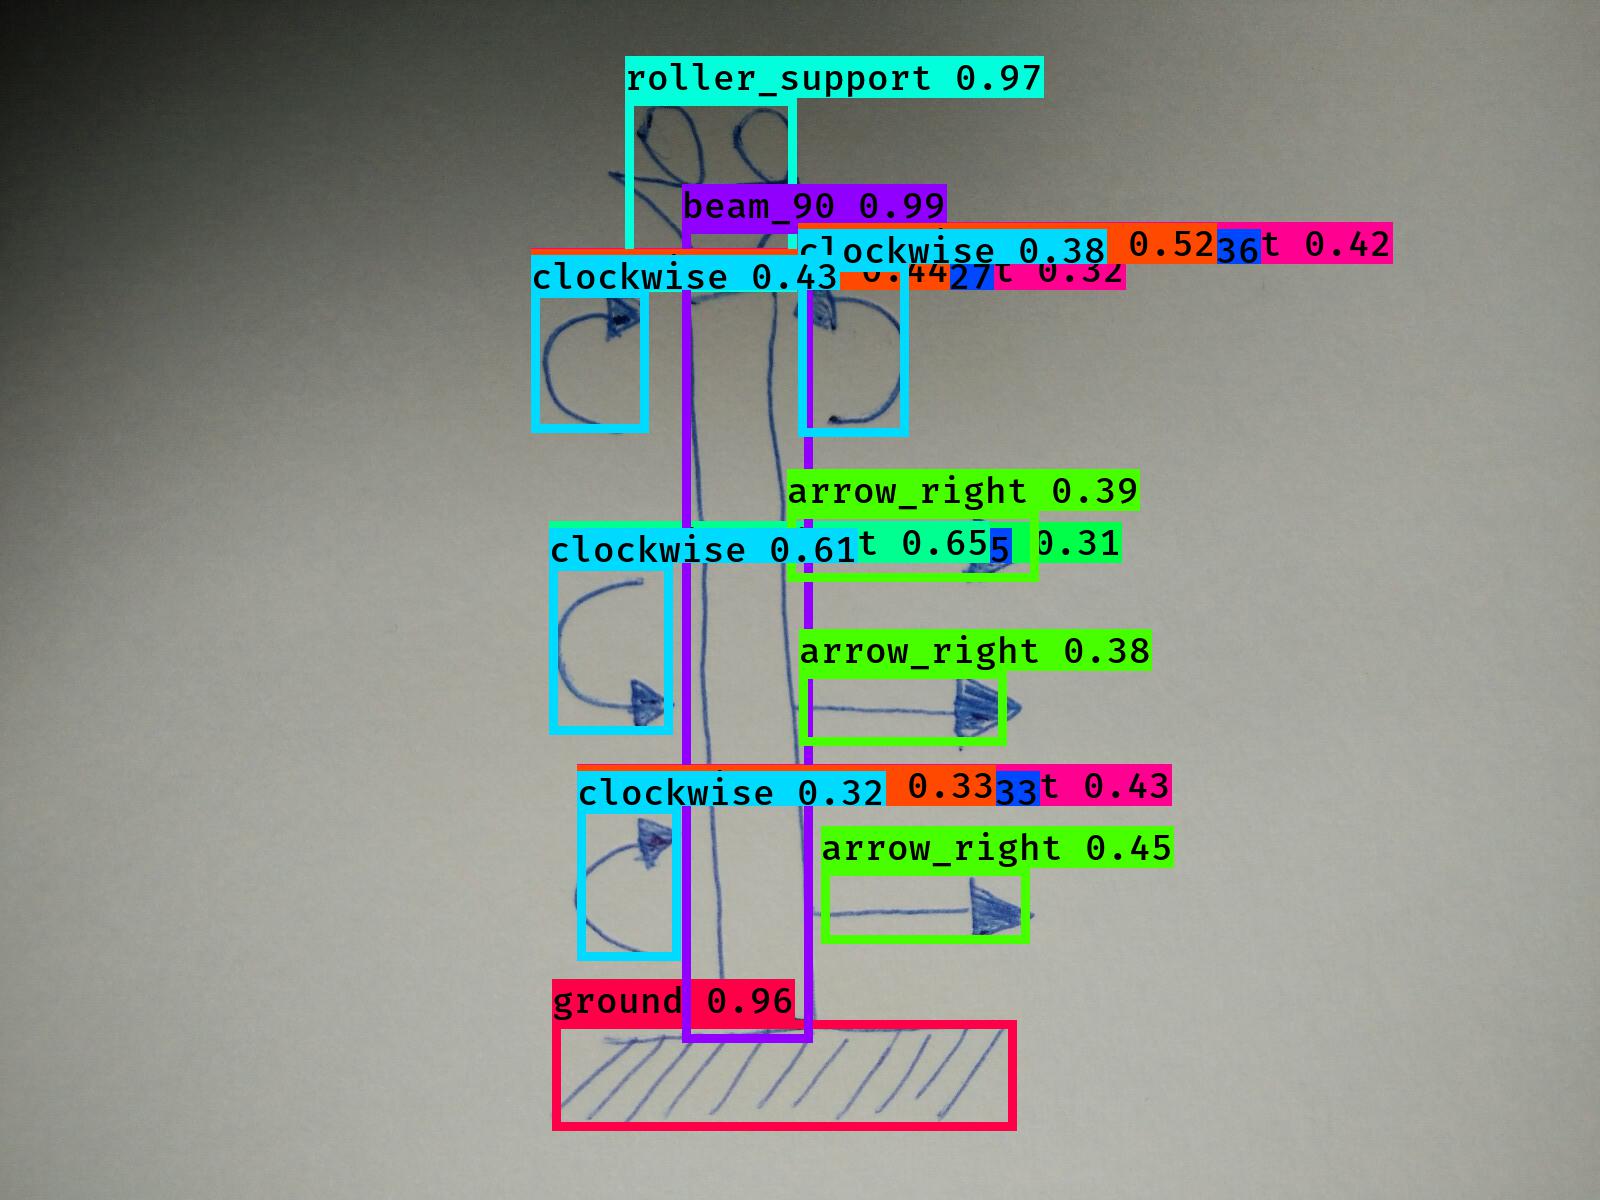 roller_support 0.97
beam_90 0.99
clockwise 0.38 0.52 36 t 0.42
clockwise 0.43 0.44 27 t 0.32
arrow_right 0.39
clockwise 0.61 t 0.65 5 0.31
arrow_right 0.38
clockwise 0.32 0.33 33 t 0.43
arrow_right 0.45
ground 0.96